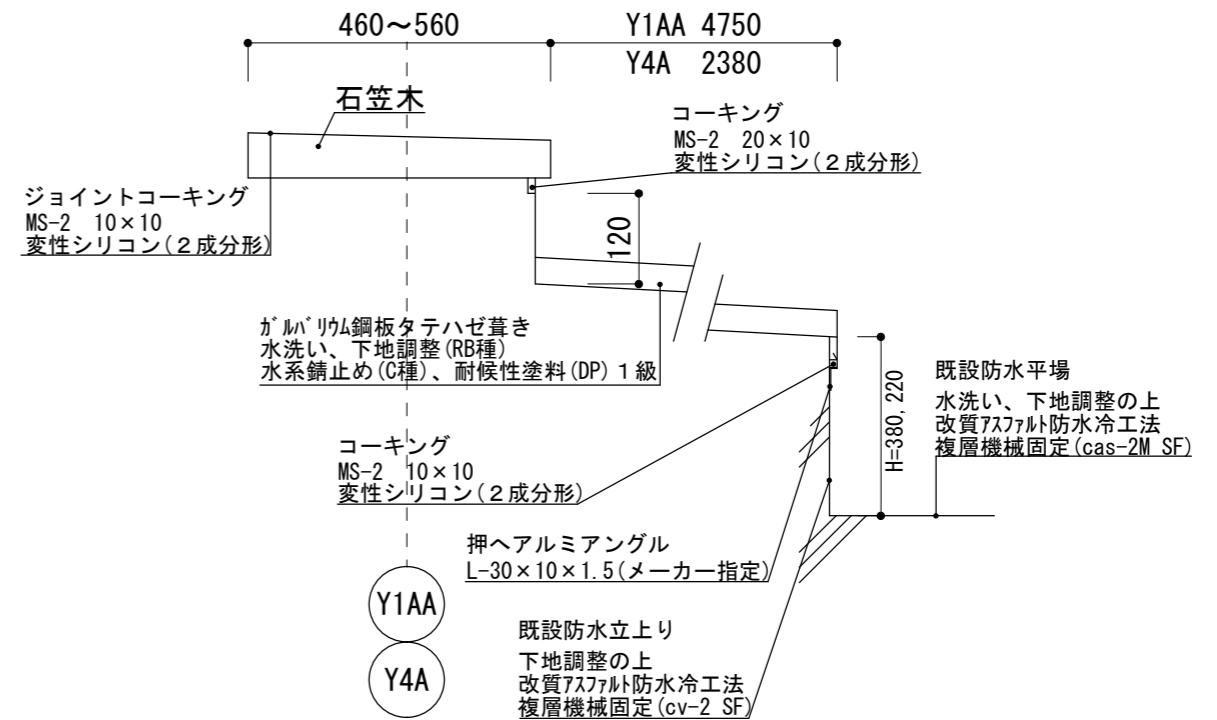 460～560
Y1AA 4750
Y4A 2380
石笠木
コーキング
MS-2 20×10
変性シリコン(２成分形)
ジョイントコーキング
MS-2 10×10
変性シリコン(２成分形)
120
ｶﾞﾙﾊﾞﾘｳﾑ鋼板タテハゼ葺き
水洗い、下地調整(RB種)
水系錆止め(C種)、耐候性塗料(DP)１級
H=380,220
既設防水平場
水洗い、下地調整の上
改質ｱｽﾌｧﾙﾄ防水冷工法
複層機械固定(cas-2M SF)
コーキング
MS-2 10×10
変性シリコン(２成分形)
押へアルミアングル
L-30×10×1.5(メーカー指定)
Y1AA
Y4A
既設防水立上り
下地調整の上
改質ｱｽﾌｧﾙﾄ防水冷工法
複層機械固定(cv-2 SF)